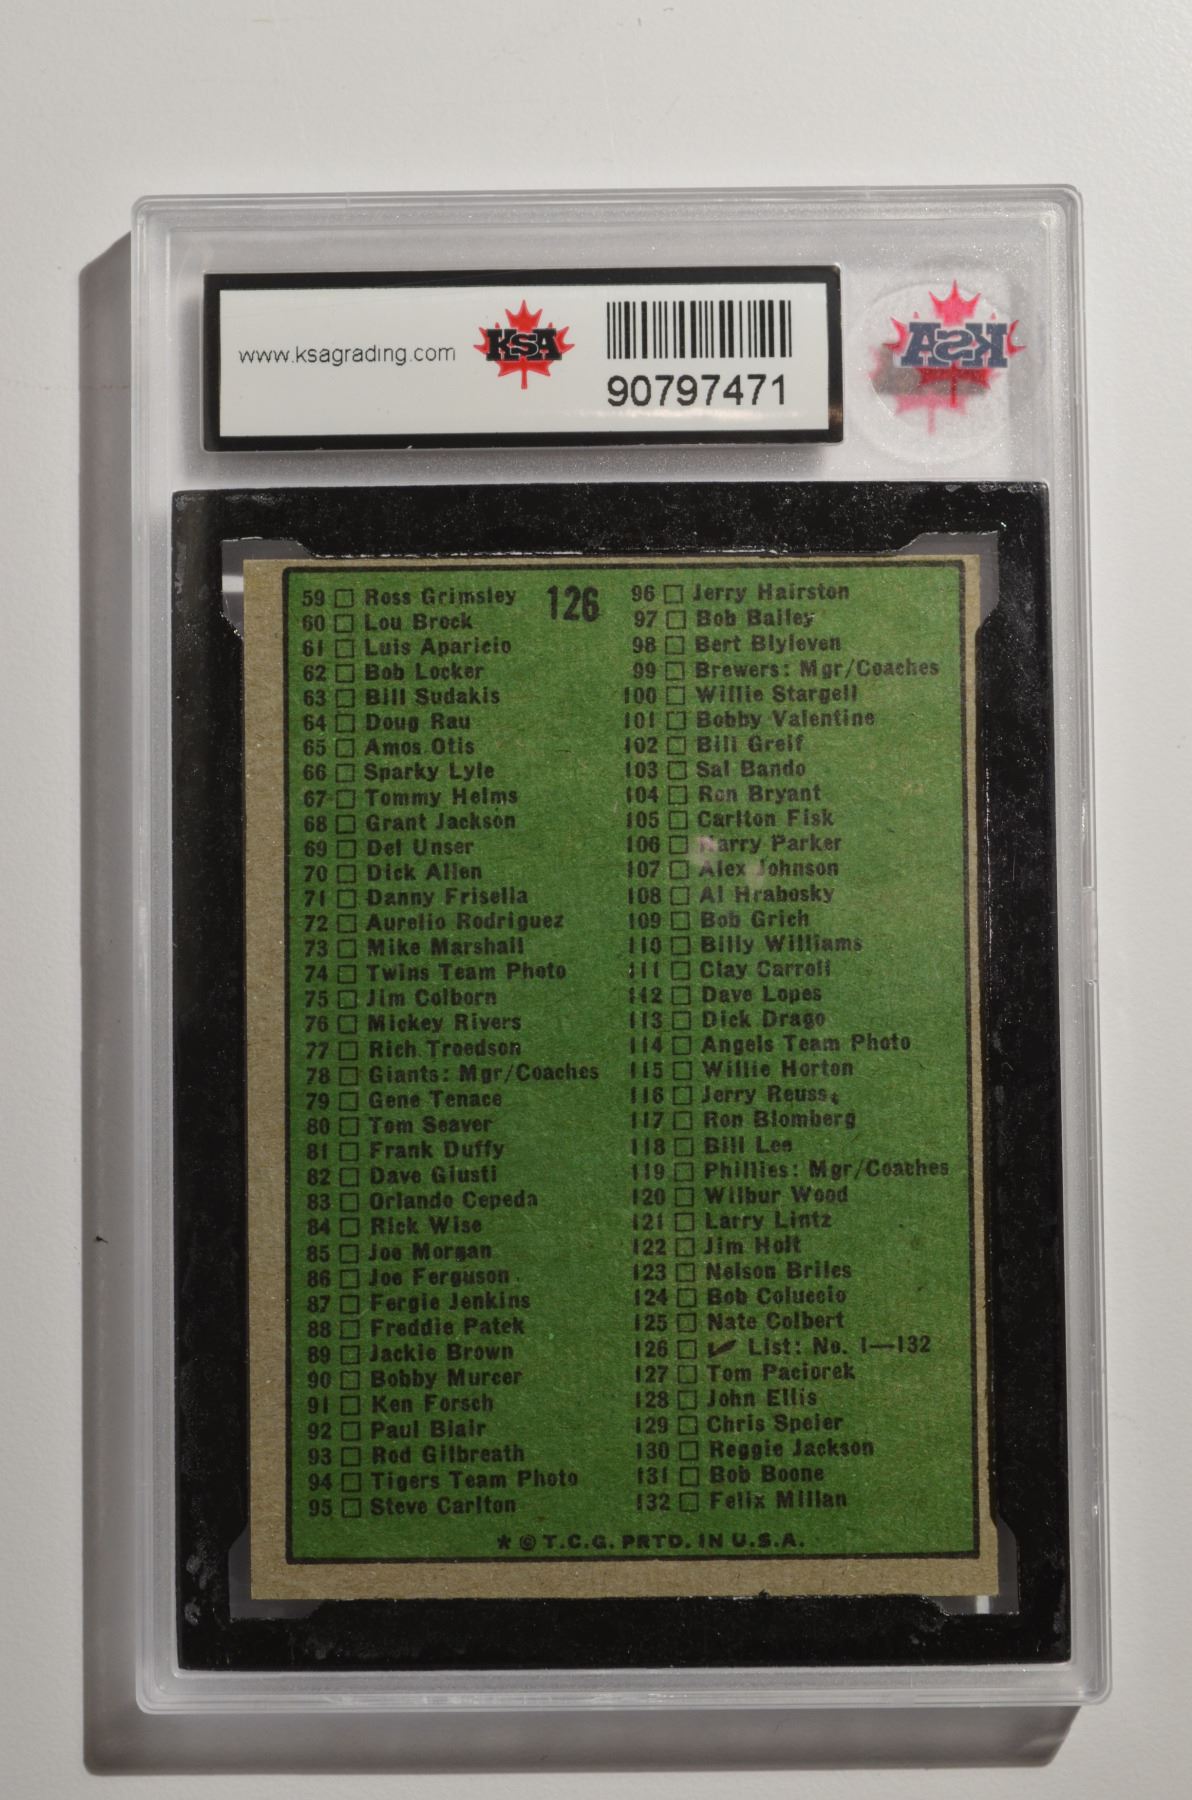 www.ksagrading.com
KSA
90797471
KSA
126
59 Ross Grimsley
60 Lou Brock
61 Luis Aparicio
62 Bob Locker
63 Bill Sudakis
64 Doug Rau
65 Amos Otis
66 Sparky Lyle
67 Tommy Helms
68 Grant Jackson
69 Del Unser
70 Dick Allen
71 Danny Frisella
72 Aurelio Rodriguez
73 Mike Marshall
74 Twins Team Photo
75 Jim Colborn
76 Mickey Rivers
77 Rich Troedson
78 Giants: Mgr/Coaches
79 Gene Tenace
80 Tom Seaver
81 Frank Duffy
82 Dave Giusti
83 Orlando Cepeda
84 Rick Wise
85 Joe Morgan
86 Joe Ferguson
87 Fergie Jenkins
88 Freddie Patek
89 Jackie Brown
90 Bobby Murcer
91 Ken Forsch
92 Paul Blair
93 Rod Gilbreath
94 Tigers Team Photo
95 Steve Carlton
96 Jerry Hairston
97 Bob Bailey
98 Bert Blyleven
99 Brewers: Mgr/Coaches
100 Willie Stargell
101 Bobby Valentine
102 Bill Greif
103 Sal Bando
104 Ron Bryant
105 Carlton Fisk
106 Harry Parker
107 Alex Johnson
108 Al Hrabosky
109 Bob Grich
110 Billy Williams
111 Clay Carroll
112 Dave Lopes
113 Dick Drago
114 Angels Team Photo
115 Willie Horton
116 Jerry Reuss
117 Ron Blomberg
118 Bill Lee
119 Phillies: Mgr/Coaches
120 Wilbur Wood
121 Larry Lintz
122 Jim Holt
123 Nelson Briles
124 Bob Coluccio
125 Nate Colbert
126 ✔ List: No. 1—132
127 Tom Paciorek
128 John Ellis
129 Chris Speier
130 Reggie Jackson
131 Bob Boone
132 Felix Millan
* © T.C.G. PRTD. IN U.S.A.